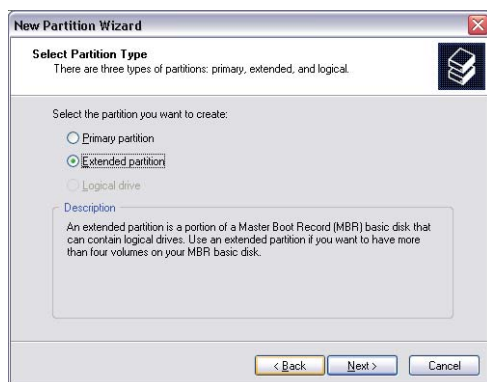 New Partition Wizard
Select Partition Type
There are three types of partitions: primary, extended, and logical.
Select the partition you want to create:
Primary partition
Extended partition
Logical drive
Description
An extended partition is a portion of a Master Boot Record (MBR) basic disk that
can contain logical drives. Use an extended partition if you want to have more
than four volumes on your MBR basic disk.
< Back Next > Cancel